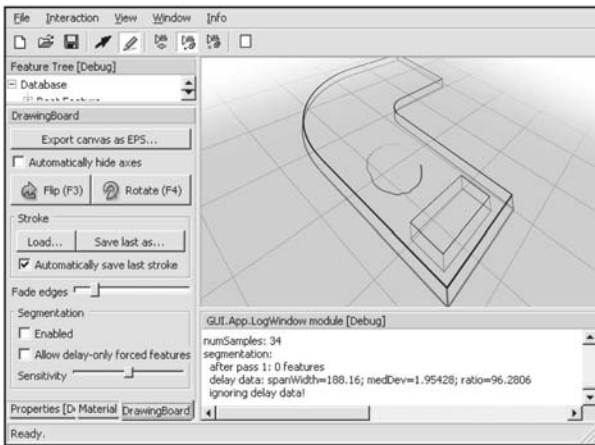 File Interaction View Window Info
Feature Tree [Debug]
Database
DrawingBoard
Export canvas as EPS...
Automatically hide axes
Flip (F3) Rotate (F4)
Stroke
Load... Save last as...
Automatically save last stroke
Fade edges
Segmentation
Enabled
Allow delay-only forced features
Sensitivity
Properties [D Material DrawingBoard
GUI.App.LogWindow module [Debug]
numSamples: 34
segmentation:
after pass 1: 0 features
delay data: spanWidth=188.16; medDev=1.95428; ratio=96.2806
ignoring delay data!
Ready.